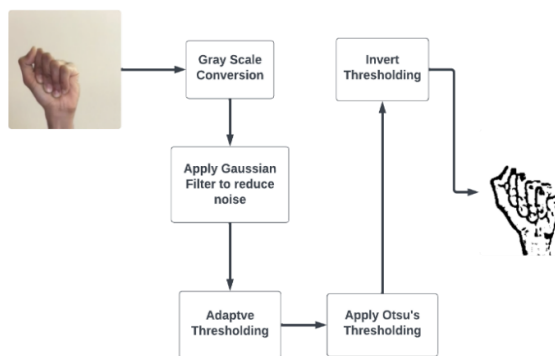 Gray Scale
Conversion
Apply Gaussian
Filter to reduce
noise
Adaptve
Thresholding
Apply Otsu's
Thresholding
Invert
Thresholding